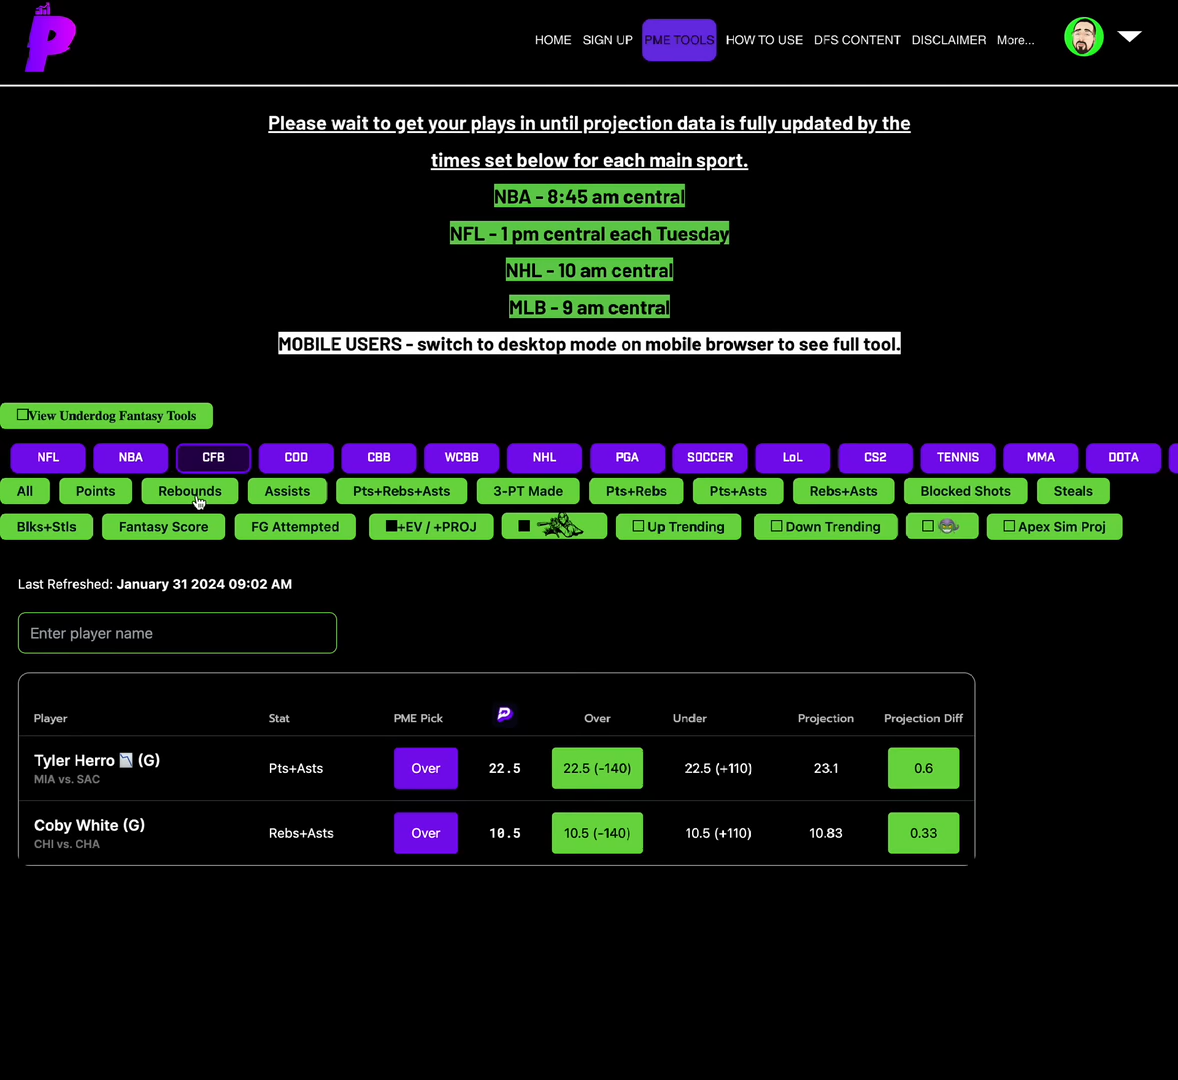 P
HOME SIGN UP PME TOOLS HOW TO USE DFS CONTENT DISCLAIMER More...
Please wait to get your plays in until projection data is fully updated by the
times set below for each main sport.
NBA - 8:45 am central
NFL - 1 pm central each Tuesday
NHL - 10 am central
MLB - 9 am central
MOBILE USERS - switch to desktop mode on mobile browser to see full tool.
View Underdog Fantasy Tools
NFL NBA CFB COD CBB WCBB NHL PGA SOCCER LoL CS2 TENNIS MMA DOTA
All Points Rebounds Assists Pts+Rebs+Asts 3-PT Made Pts+Rebs Pts+Asts Rebs+Asts Blocked Shots Steals
Blks+Stls Fantasy Score FG Attempted +EV / +PROJ Up Trending Down Trending Apex Sim Proj
Last Refreshed: January 31 2024 09:02 AM
Enter player name
Player Stat PME Pick P Over Under Projection Projection Diff
Tyler Herro (G)
MIA vs. SAC
Pts+Asts Over 22.5 22.5 (-140) 22.5 (+110) 23.1 0.6
Coby White (G)
CHI vs. CHA
Rebs+Asts Over 10.5 10.5 (-140) 10.5 (+110) 10.83 0.33